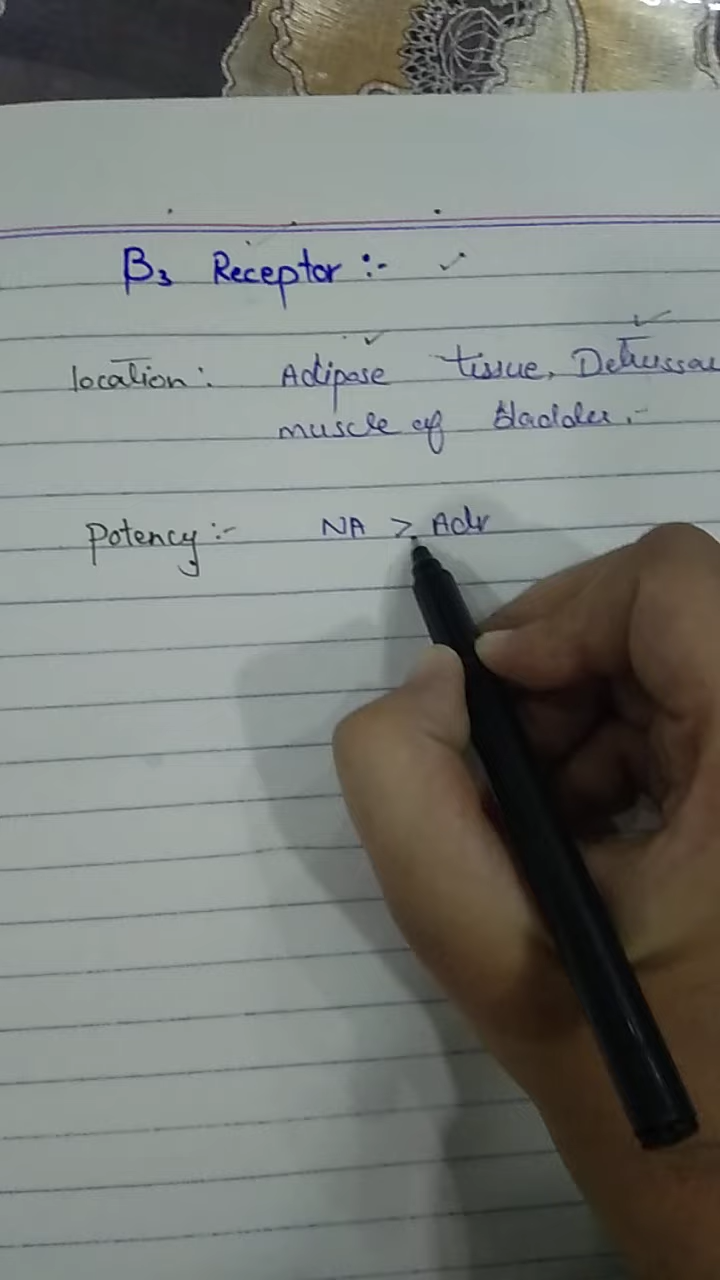 β₃ Receptor :-
location : Adipose tissue, Detrussor
muscle of bladder.-
Potency :- NA > Adr